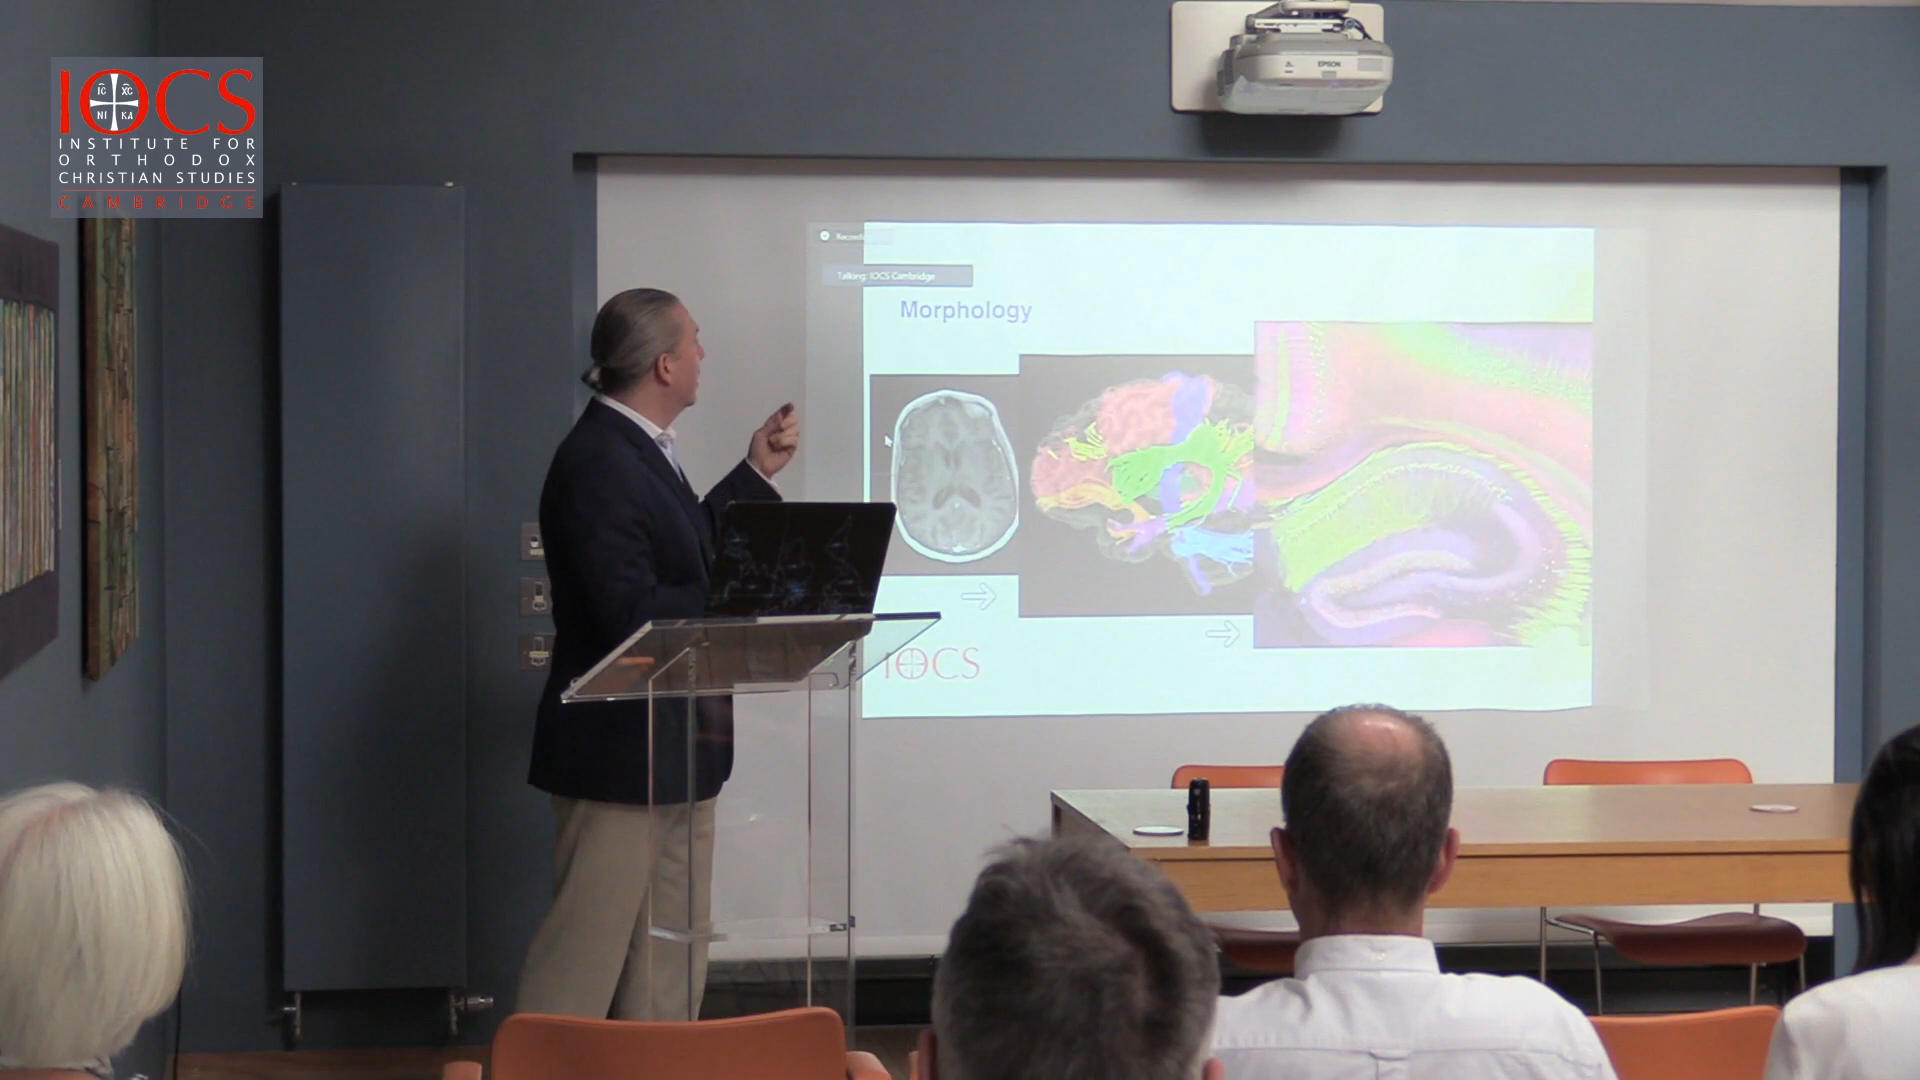 IOCS
IC XC
NI KA
INSTITUTE FOR
ORTHODOX
CHRISTIAN STUDIES
CAMBRIDGE
EPSON
Talking: IOCS Cambridge
Morphology
IOCS